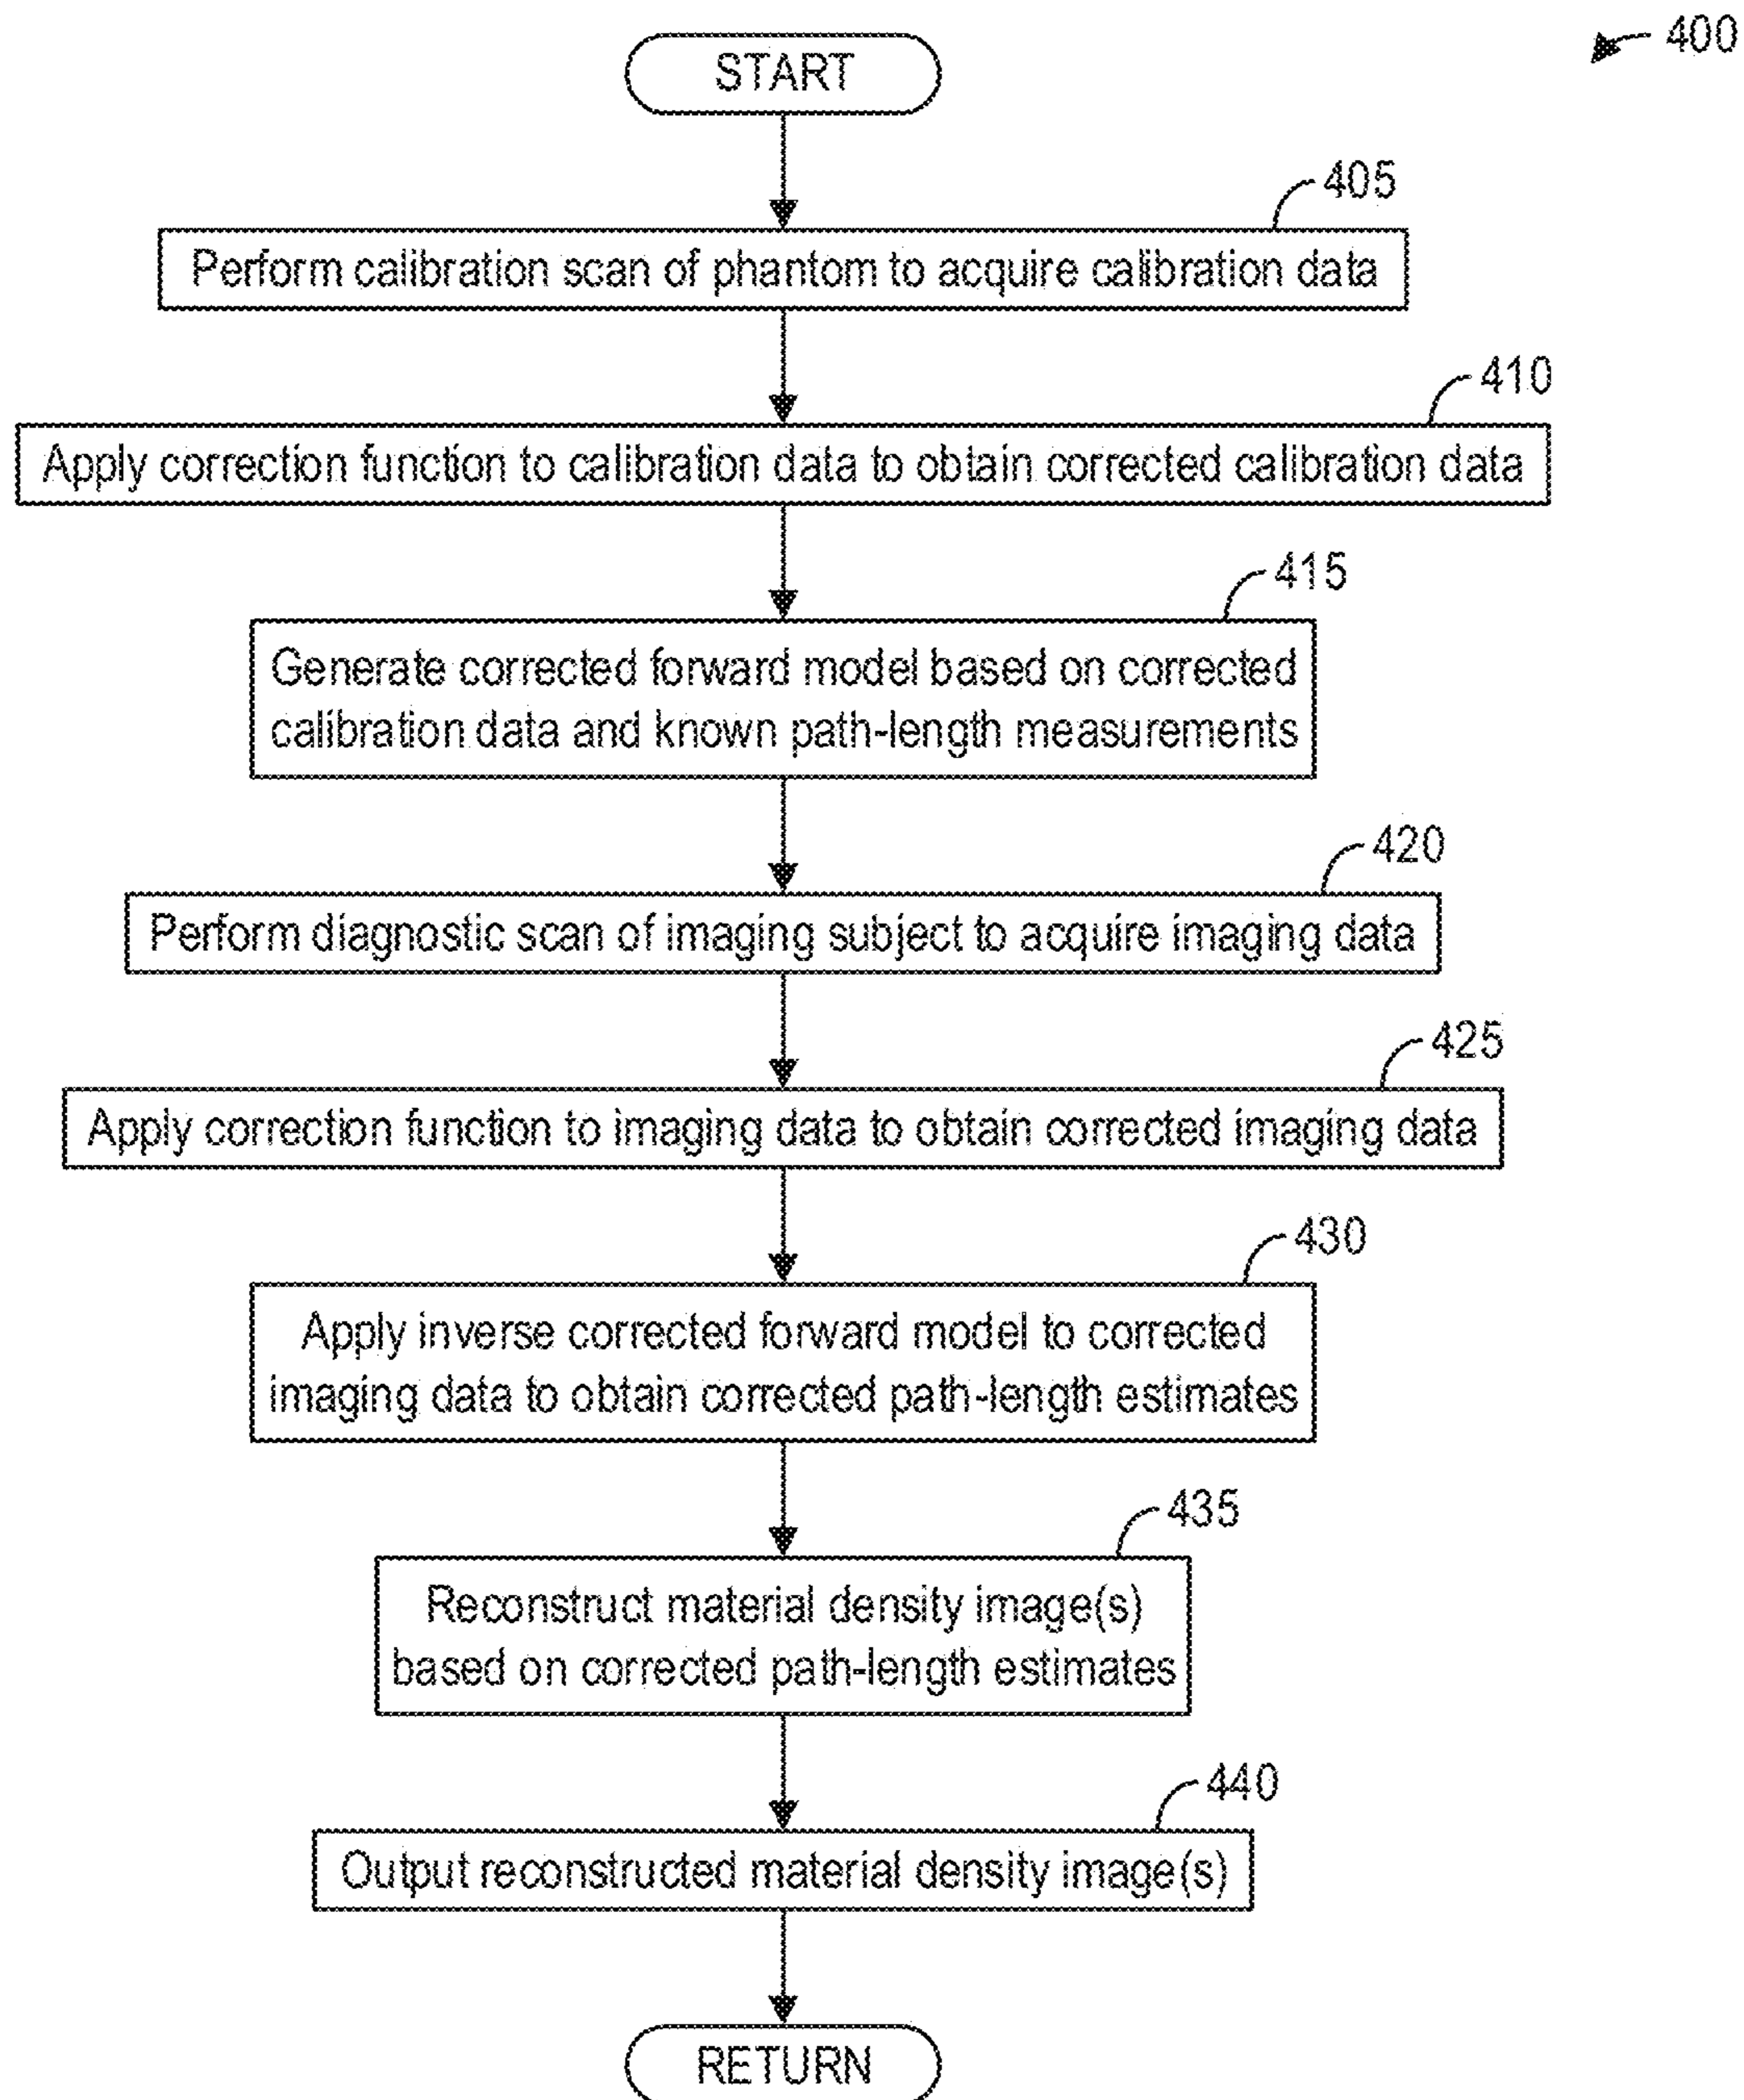 400
START
405
Perform calibration scan of phantom to acquire calibration data
410
Apply correction function to calibration data to obtain corrected calibration data
415
Generate corrected forward model based on corrected
calibration data and known path-length measurements
420
Perform diagnostic scan of imaging subject to acquire imaging data
425
Apply correction function to imaging data to obtain corrected imaging data
430
Apply inverse corrected forward model to corrected
imaging data to obtain corrected path-length estimates
435
Reconstruct material density image(s)
based on corrected path-length estimates
440
Output reconstructed material density image(s)
RETURN